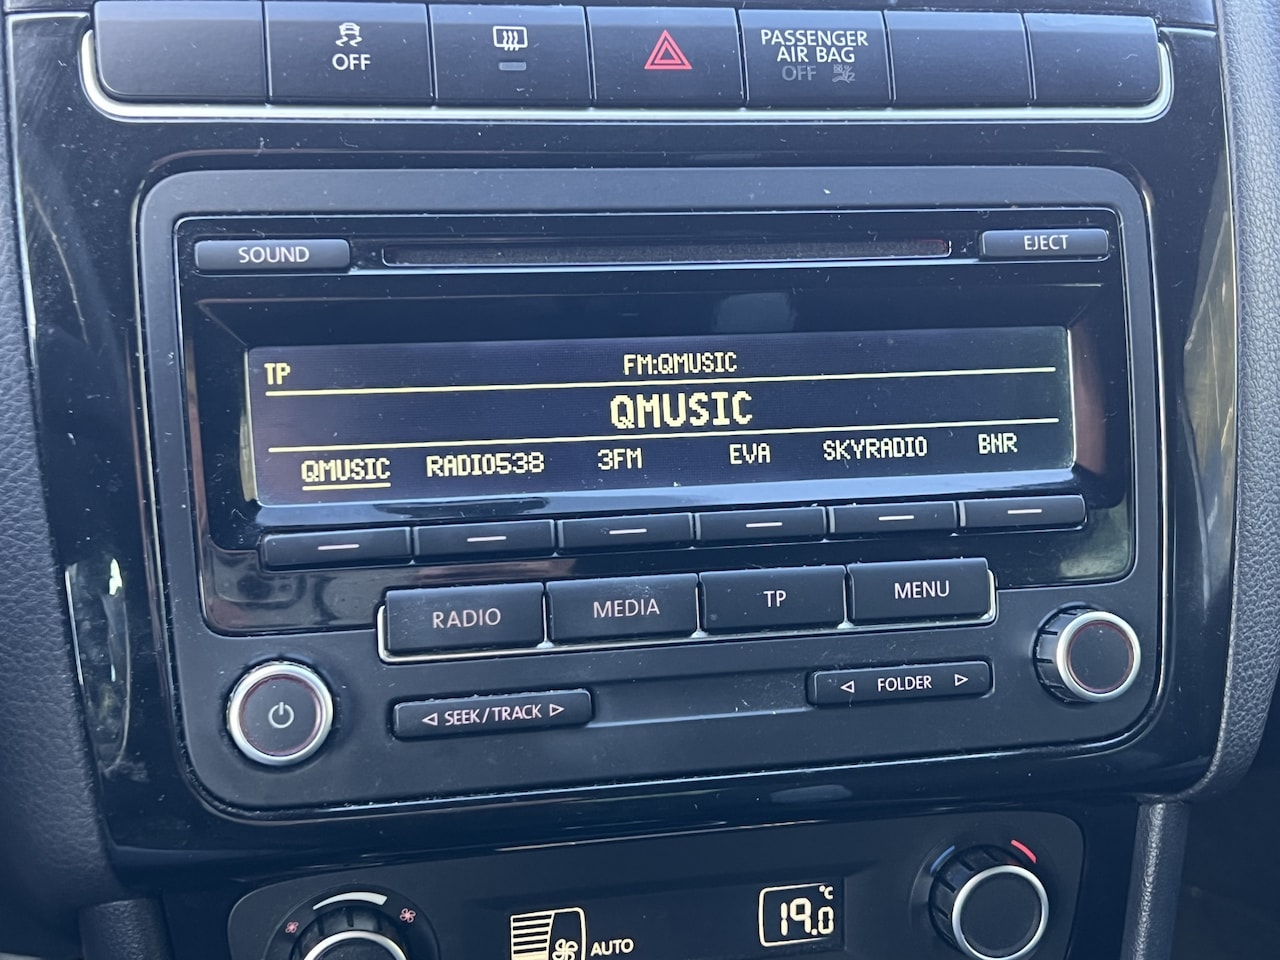 OFF
PASSENGER
AIR BAG
OFF
SOUND
EJECT
TP FM:QMUSIC
QMUSIC
QMUSIC RADIO538 3FM EVA SKYRADIO BNR
RADIO MEDIA TP MENU
SEEK/TRACK FOLDER
19.0 °C
AUTO